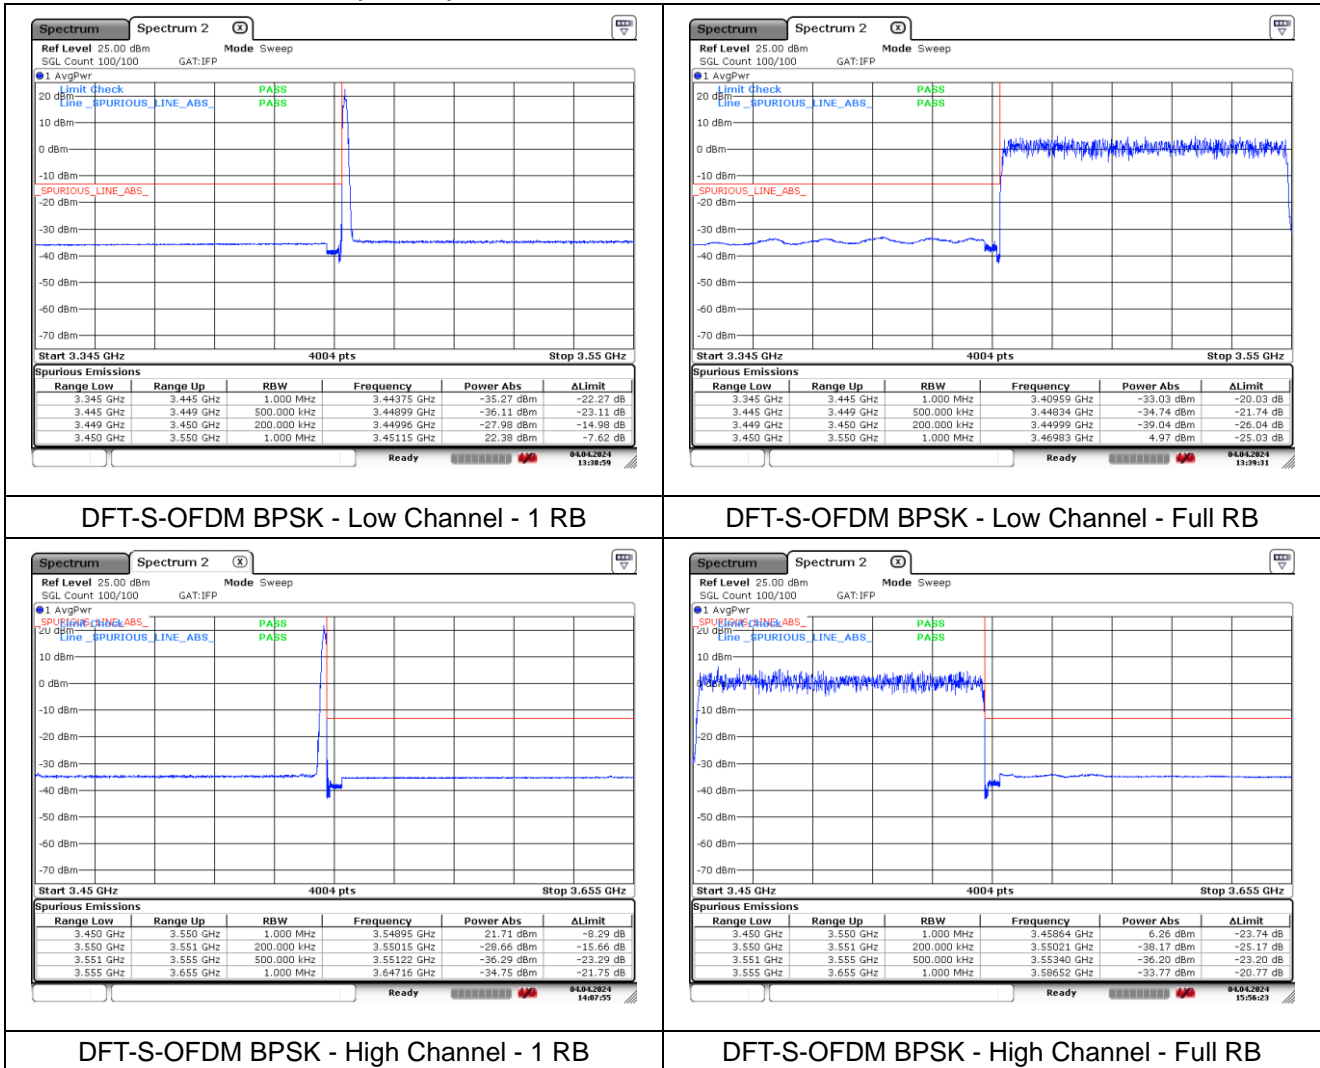 Spectrum Spectrum 2 X
Ref Level 25.00 dBm Mode Sweep
SGL Count 100/100 GAT:IFP
1 AvgPwr
Limit Check PASS
20 dBm
Line _SPURIOUS_LINE_ABS_ PASS
10 dBm
0 dBm
-10 dBm
_SPURIOUS_LINE_ABS_
-20 dBm
-30 dBm
-40 dBm
-50 dBm
-60 dBm
-70 dBm
Start 3.345 GHz 4004 pts Stop 3.55 GHz
Spurious Emissions
Range Low Range Up RBW Frequency Power Abs ΔLimit
3.345 GHz 3.445 GHz 1.000 MHz 3.44375 GHz -35.27 dBm -22.27 dB
3.445 GHz 3.449 GHz 500.000 kHz 3.44899 GHz -36.11 dBm -23.11 dB
3.449 GHz 3.450 GHz 200.000 kHz 3.44996 GHz -27.98 dBm -14.98 dB
3.450 GHz 3.550 GHz 1.000 MHz 3.45115 GHz 22.38 dBm -7.62 dB
Ready 04.04.2024
13:38:59
DFT-S-OFDM BPSK - Low Channel - 1 RB
Spectrum Spectrum 2 X
Ref Level 25.00 dBm Mode Sweep
SGL Count 100/100 GAT:IFP
1 AvgPwr
Limit Check PASS
20 dBm
Line _SPURIOUS_LINE_ABS_ PASS
10 dBm
0 dBm
-10 dBm
_SPURIOUS_LINE_ABS_
-20 dBm
-30 dBm
-40 dBm
-50 dBm
-60 dBm
-70 dBm
Start 3.345 GHz 4004 pts Stop 3.55 GHz
Spurious Emissions
Range Low Range Up RBW Frequency Power Abs ΔLimit
3.345 GHz 3.445 GHz 1.000 MHz 3.40959 GHz -33.03 dBm -20.03 dB
3.445 GHz 3.449 GHz 500.000 kHz 3.44834 GHz -34.74 dBm -21.74 dB
3.449 GHz 3.450 GHz 200.000 kHz 3.44999 GHz -39.04 dBm -26.04 dB
3.450 GHz 3.550 GHz 1.000 MHz 3.46983 GHz 4.97 dBm -25.03 dB
Ready 04.04.2024
13:39:31
DFT-S-OFDM BPSK - Low Channel - Full RB
Spectrum Spectrum 2 X
Ref Level 25.00 dBm Mode Sweep
SGL Count 100/100 GAT:IFP
1 AvgPwr
_SPURIOUS_LINE_ABS_
Limit Check PASS
20 dBm
Line _SPURIOUS_LINE_ABS_ PASS
10 dBm
0 dBm
-10 dBm
-20 dBm
-30 dBm
-40 dBm
-50 dBm
-60 dBm
-70 dBm
Start 3.45 GHz 4004 pts Stop 3.655 GHz
Spurious Emissions
Range Low Range Up RBW Frequency Power Abs ΔLimit
3.450 GHz 3.550 GHz 1.000 MHz 3.54895 GHz 21.71 dBm -8.29 dB
3.550 GHz 3.551 GHz 200.000 kHz 3.55015 GHz -28.66 dBm -15.66 dB
3.551 GHz 3.555 GHz 500.000 kHz 3.55122 GHz -36.29 dBm -23.29 dB
3.555 GHz 3.655 GHz 1.000 MHz 3.64716 GHz -34.75 dBm -21.75 dB
Ready 04.04.2024
14:07:55
DFT-S-OFDM BPSK - High Channel - 1 RB
Spectrum Spectrum 2 X
Ref Level 25.00 dBm Mode Sweep
SGL Count 100/100 GAT:IFP
1 AvgPwr
_SPURIOUS_LINE_ABS_
Limit Check PASS
20 dBm
Line _SPURIOUS_LINE_ABS_ PASS
10 dBm
0 dBm
-10 dBm
-20 dBm
-30 dBm
-40 dBm
-50 dBm
-60 dBm
-70 dBm
Start 3.45 GHz 4004 pts Stop 3.655 GHz
Spurious Emissions
Range Low Range Up RBW Frequency Power Abs ΔLimit
3.450 GHz 3.550 GHz 1.000 MHz 3.45864 GHz 6.26 dBm -23.74 dB
3.550 GHz 3.551 GHz 200.000 kHz 3.55021 GHz -38.17 dBm -25.17 dB
3.551 GHz 3.555 GHz 500.000 kHz 3.55340 GHz -36.20 dBm -23.20 dB
3.555 GHz 3.655 GHz 1.000 MHz 3.58652 GHz -33.77 dBm -20.77 dB
Ready 04.04.2024
15:56:23
DFT-S-OFDM BPSK - High Channel - Full RB